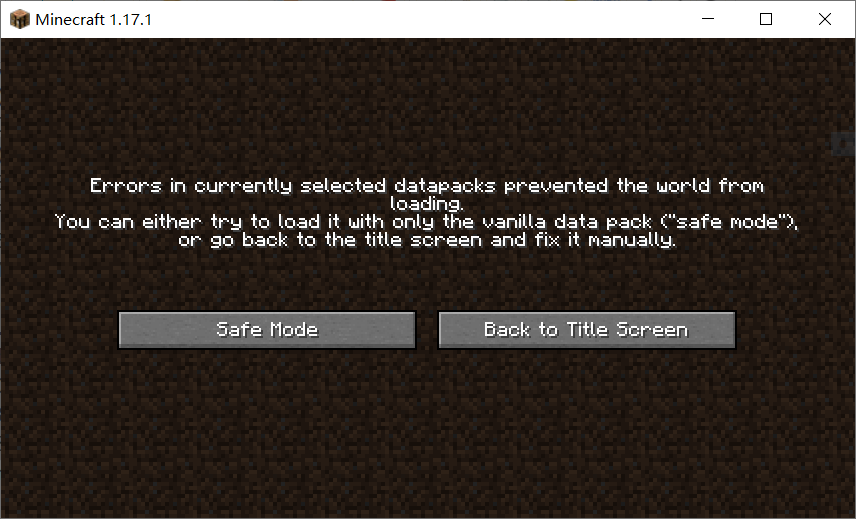 Minecraft 1.17.1
Errors in currently selected datapacks prevented the world from
loading.
You can either try to load it with only the vanilla data pack ("safe mode"),
or go back to the title screen and fix it manually.
Safe Mode
Back to Title Screen